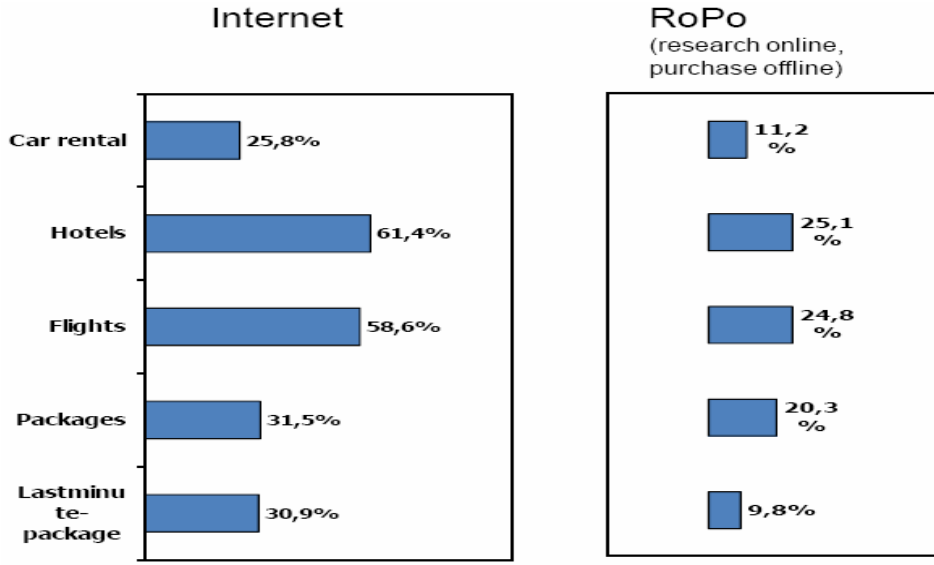 Internet
RoPo
(research online,
purchase offline)
Car rental
25,8%
11,2
%
Hotels
61,4%
25,1
%
Flights
58,6%
24,8
%
Packages
31,5%
20,3
%
Lastminu
te-
package
30,9%
9,8%